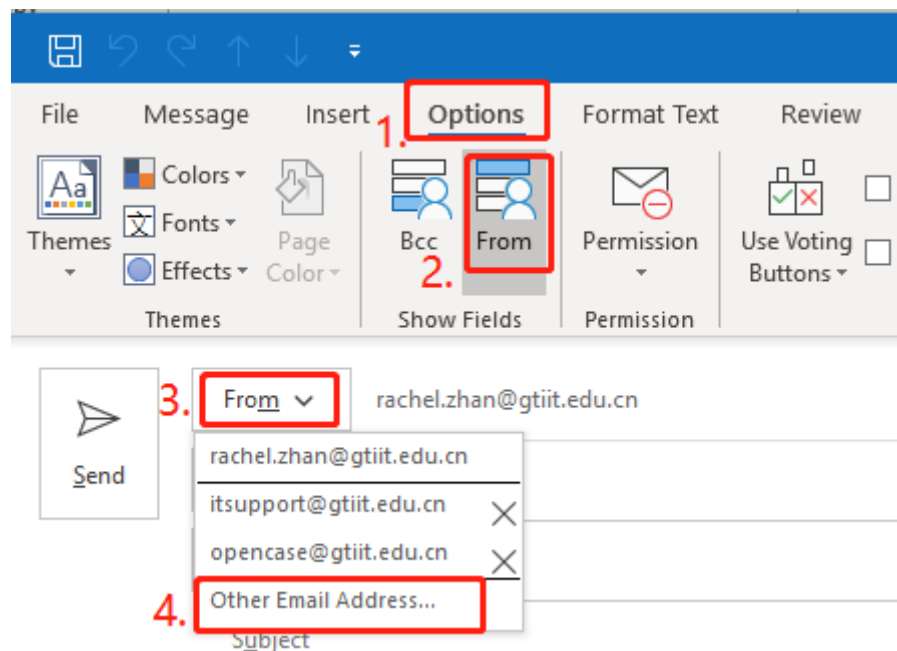 File Message Insert Options Format Text Review
1.
Aa Colors
文 Fonts
Themes Page Bcc From Permission Use Voting
Effects Color Buttons
2.
Themes Show Fields Permission
3. From rachel.zhan@gtiit.edu.cn
Send
rachel.zhan@gtiit.edu.cn
itsupport@gtiit.edu.cn
opencase@gtiit.edu.cn
4. Other Email Address...
Subject